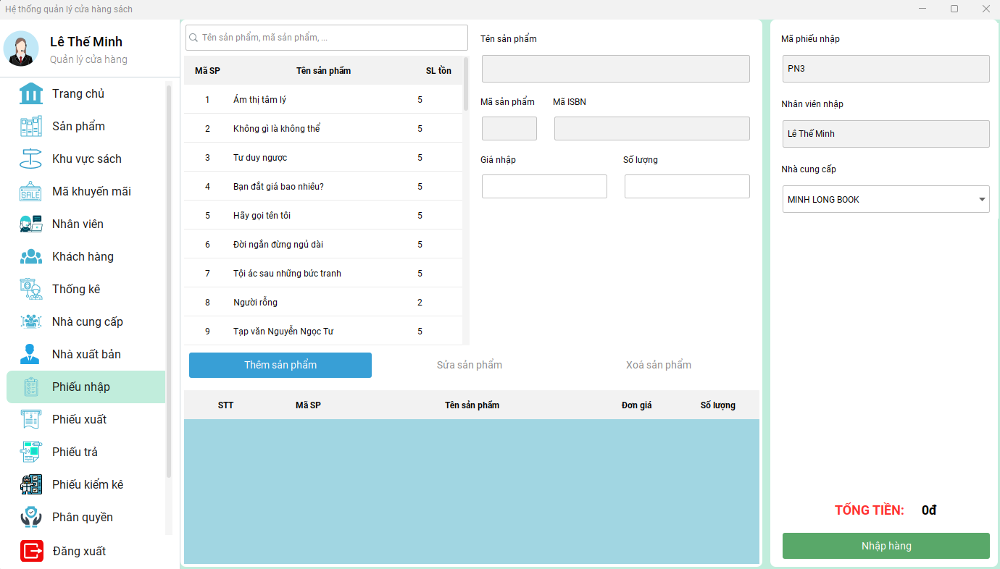 Hệ thống quản lý cửa hàng sách
Lê Thế Minh
Quản lý cửa hàng
Trang chủ
Sản phẩm
Khu vực sách
SALE
Mã khuyến mãi
Nhân viên
Khách hàng
Thống kê
Nhà cung cấp
Nhà xuất bản
Phiếu nhập
Phiếu xuất
Phiếu trả
Phiếu kiểm kê
Phân quyền
Đăng xuất
Tên sản phẩm, mã sản phẩm, ...
Mã SP Tên sản phẩm SL tồn
1 Ám thị tâm lý 5
2 Không gì là không thể 5
3 Tư duy ngược 5
4 Bạn đắt giá bao nhiêu? 5
5 Hãy gọi tên tôi 5
6 Đời ngắn đừng ngủ dài 5
7 Tội ác sau những bức tranh 5
8 Người rỗng 2
9 Tạp văn Nguyễn Ngọc Tư 5
Tên sản phẩm
Mã sản phẩm Mã ISBN
Giá nhập Số lượng
Thêm sản phẩm Sửa sản phẩm Xoá sản phẩm
STT Mã SP Tên sản phẩm Đơn giá Số lượng
Mã phiếu nhập
PN3
Nhân viên nhập
Lê Thế Minh
Nhà cung cấp
MINH LONG BOOK
TỔNG TIỀN: 0đ
Nhập hàng